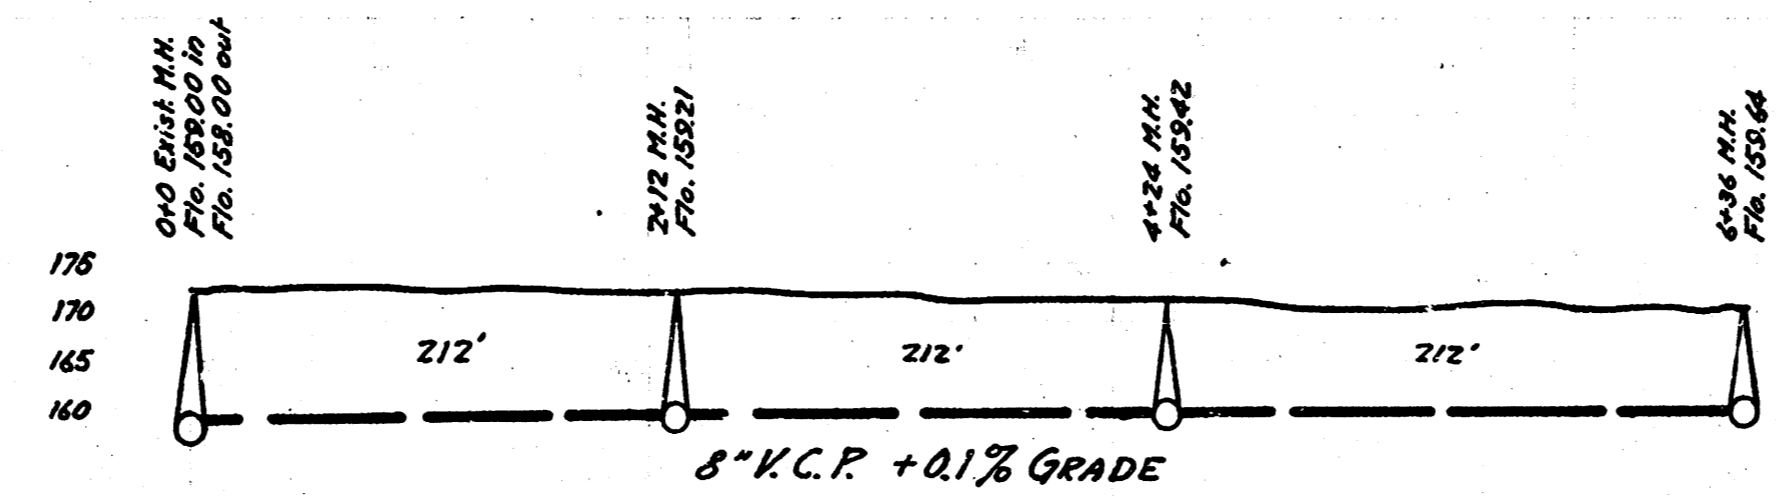 0+0 Exist. M.H.
Flo. 159.00 in
Flo. 158.00 out
2+12 M.H.
Flo. 159.21
4+24 M.H.
Flo. 159.42
6+36 M.H.
Flo. 159.64
175
170
165
160
212'
212'
212'
8" V.C.P. +0.1% GRADE